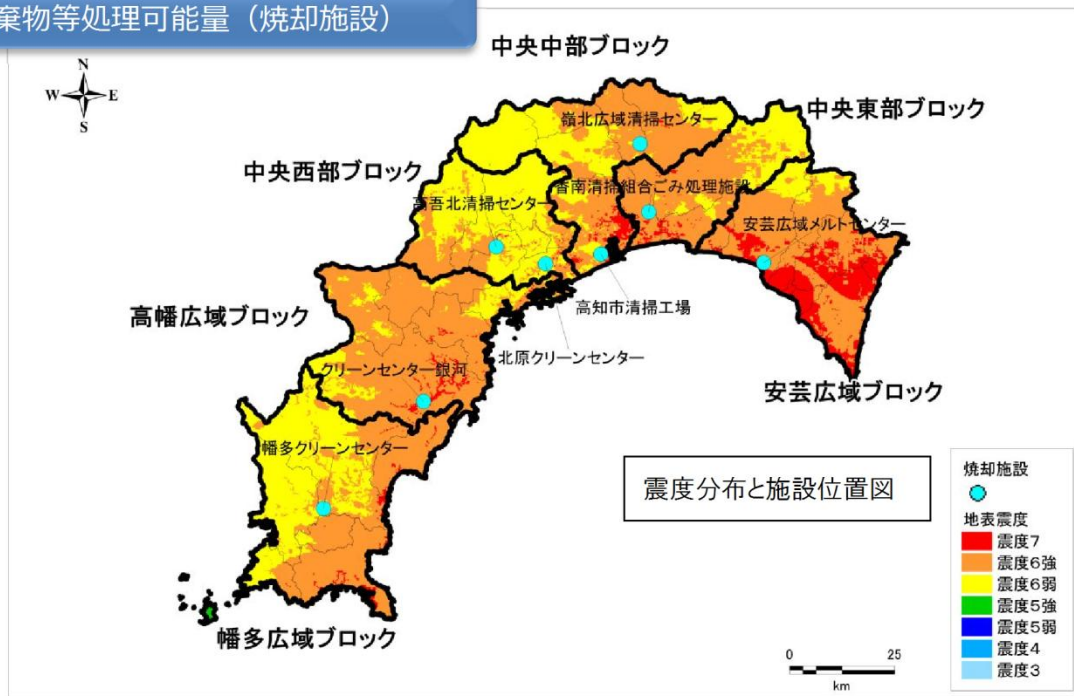 棄物等処理可能量（焼却施設）
中央中部ブロック
N
W E
S
嶺北広域清掃センター
中央東部ブロック
中央西部ブロック
香南清掃組合ごみ処理施設
高吾北清掃センター
安芸広域メルトセンター
高知市清掃工場
高幡広域ブロック
北原クリーンセンター
クリーンセンター銀河
安芸広域ブロック
幡多クリーンセンター
震度分布と施設位置図
焼却施設
地表震度
震度7
震度6強
震度6弱
震度5強
震度5弱
震度4
震度3
幡多広域ブロック
0 25
km